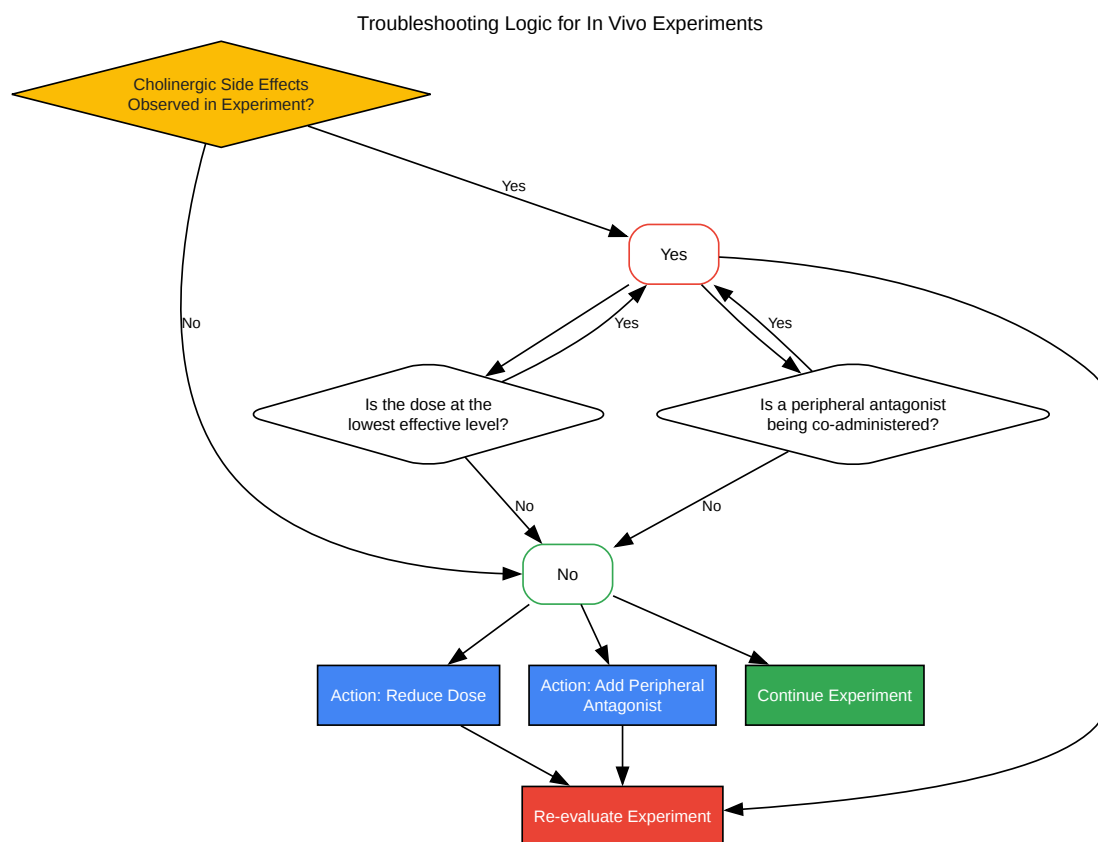 Troubleshooting Logic for In Vivo Experiments
Cholinergic Side Effects
Observed in Experiment?
Yes
Yes
No
Yes
Yes
Is the dose at the
lowest effective level?
Is a peripheral antagonist
being co-administered?
No
No
No
Action: Reduce Dose
Action: Add Peripheral
Antagonist
Continue Experiment
Re-evaluate Experiment